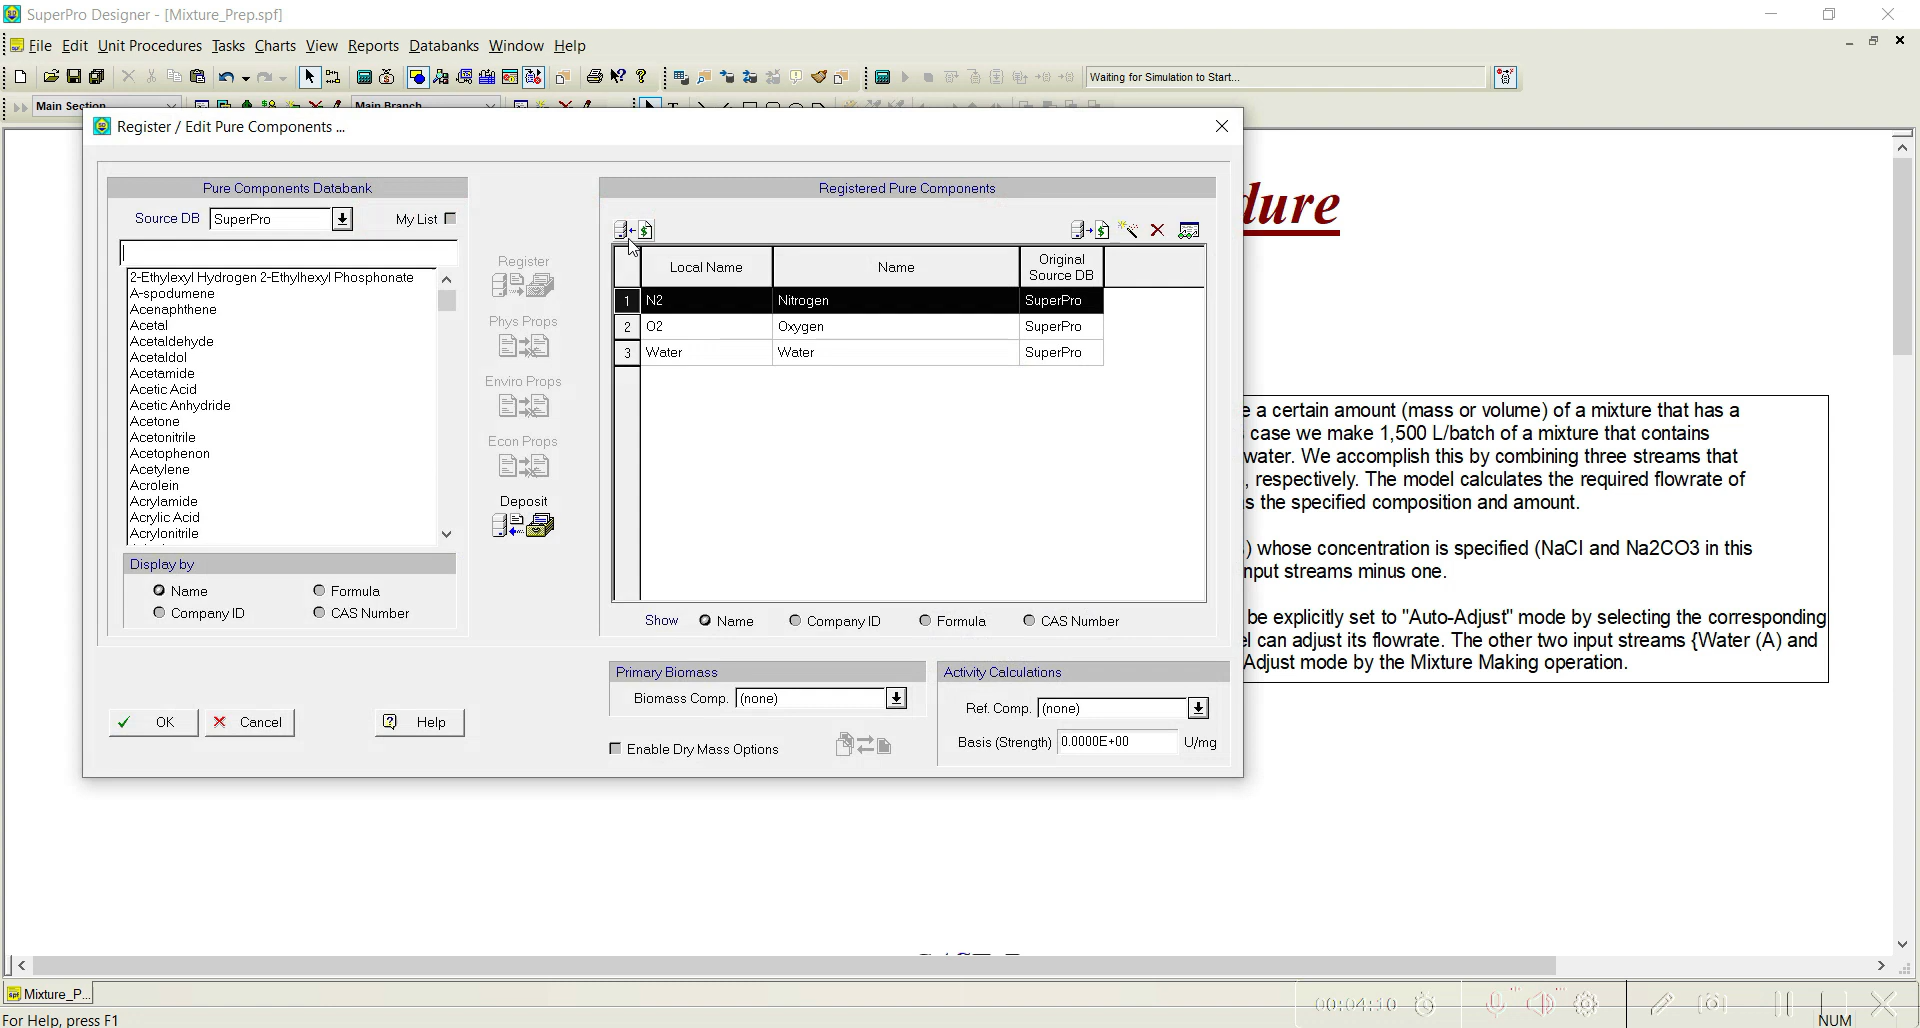 SuperPro Designer - [Mixture_Prep.spf]
File Edit Unit Procedures Tasks Charts View Reports Databanks Window Help
Waiting for Simulation to Start...
Main Section
Main Branch
Register / Edit Pure Components ...
Pure Components Databank
Source DB SuperPro My List
2-Ethylexyl Hydrogen 2-Ethylhexyl Phosphonate
A-spodumene
Acenaphthene
Acetal
Acetaldehyde
Acetaldol
Acetamide
Acetic Acid
Acetic Anhydride
Acetone
Acetonitrile
Acetophenon
Acetylene
Acrolein
Acrylamide
Acrylic Acid
Acrylonitrile
Display by
Name Formula
Company ID CAS Number
Register
Phys Props
Enviro Props
Econ Props
Deposit
Registered Pure Components
Local Name Name Original Source DB
1 N2 Nitrogen SuperPro
2 O2 Oxygen SuperPro
3 Water Water SuperPro
Show Name Company ID Formula CAS Number
Primary Biomass
Biomass Comp. (none)
Enable Dry Mass Options
Activity Calculations
Ref. Comp. (none)
Basis (Strength) 0.0000E+00 U/mg
OK Cancel Help
dure
e a certain amount (mass or volume) of a mixture that has a
case we make 1,500 L/batch of a mixture that contains
water. We accomplish this by combining three streams that
, respectively. The model calculates the required flowrate of
s the specified composition and amount.
) whose concentration is specified (NaCl and Na2CO3 in this
nput streams minus one.
be explicitly set to "Auto-Adjust" mode by selecting the corresponding
el can adjust its flowrate. The other two input streams {Water (A) and
Adjust mode by the Mixture Making operation.
Mixture_P...
00:04:10
For Help, press F1
NUM